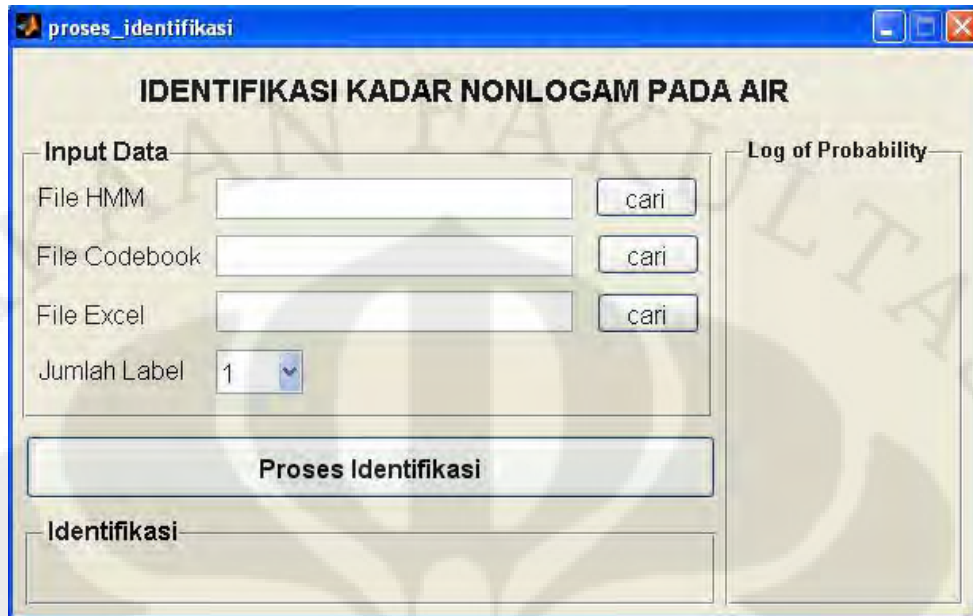 proses_identifikasi
IDENTIFIKASI KADAR NONLOGAM PADA AIR
Input Data
File HMM
cari
File Codebook
cari
File Excel
cari
Jumlah Label
1
Proses Identifikasi
Identifikasi
Log of Probability